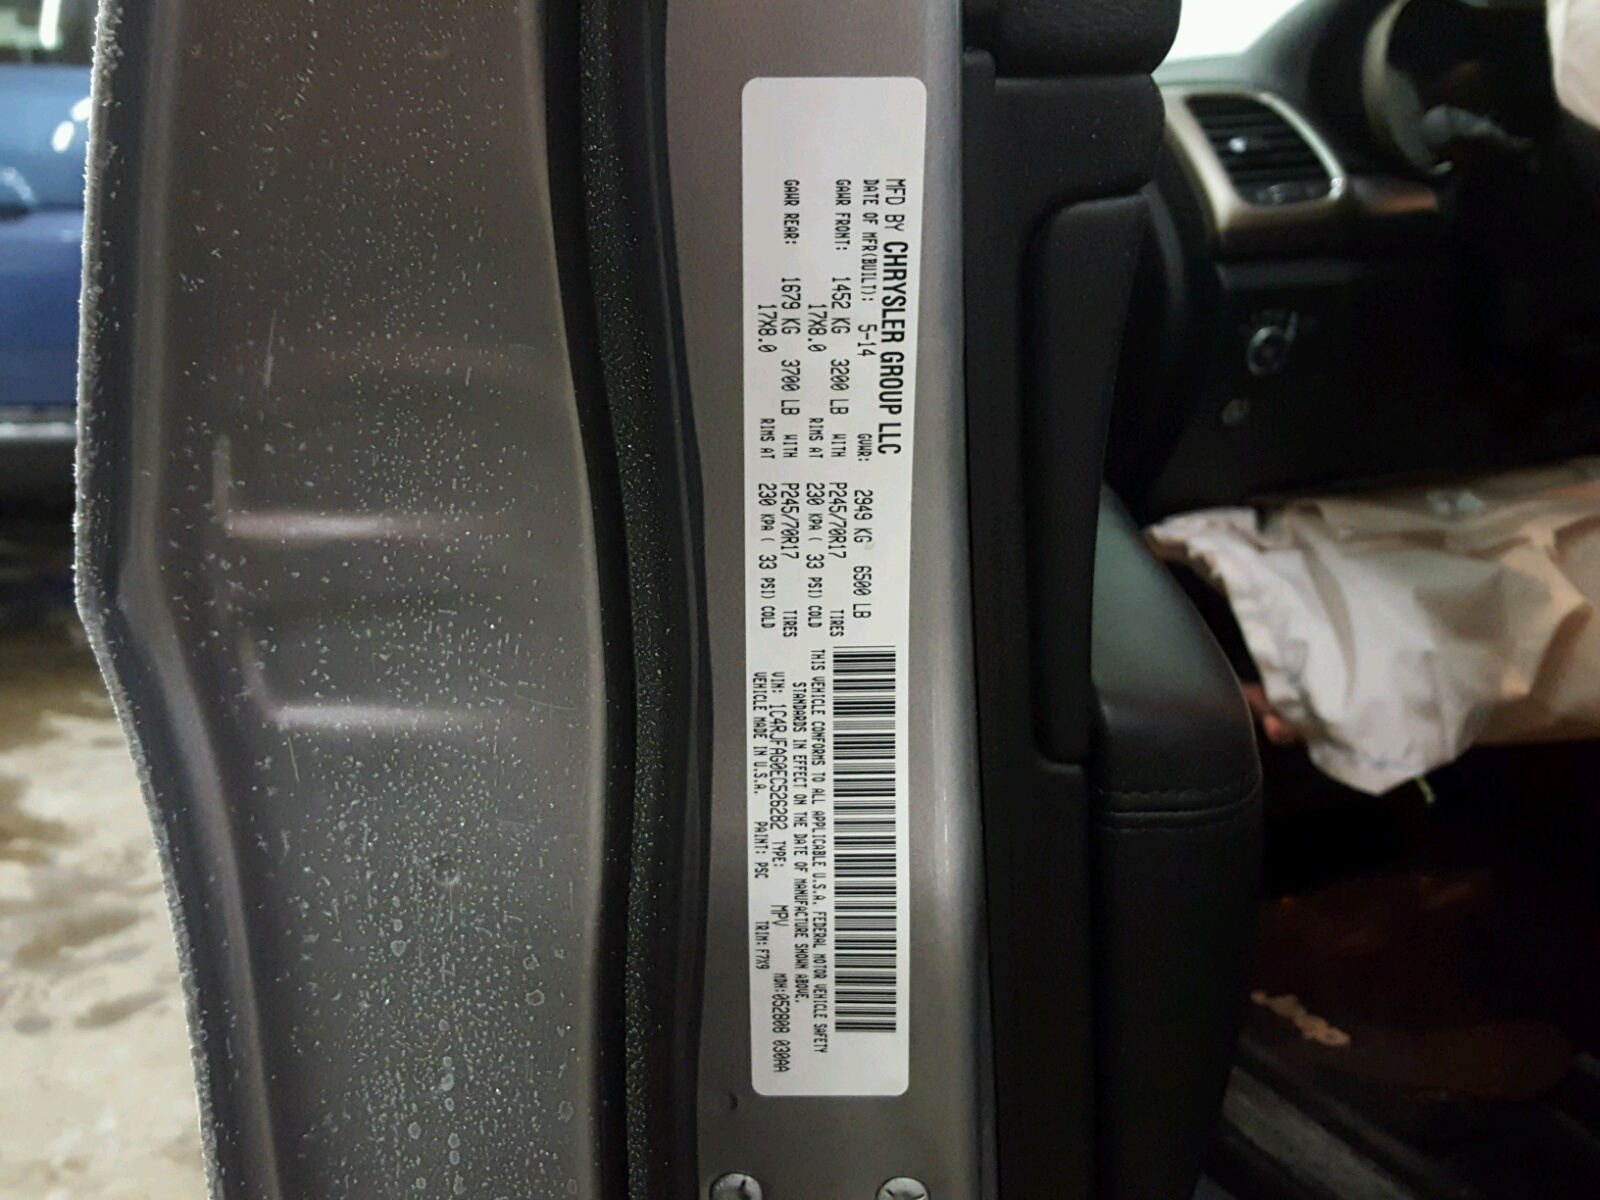 MFD BY CHRYSLER GROUP LLC
DATE OF MFR(BUILT): 5-14 GVWR: 2949 KG 6500 LB
GAWR FRONT: 1452 KG 3200 LB WITH P245/70R17 TIRES
17X8.0 RIMS AT 230 KPA ( 33 PSI) COLD
GAWR REAR: 1679 KG 3700 LB WITH P245/70R17 TIRES
17X8.0 RIMS AT 230 KPA ( 33 PSI) COLD
THIS VEHICLE CONFORMS TO ALL APPLICABLE U.S.A. FEDERAL MOTOR VEHICLE SAFETY
STANDARDS IN EFFECT ON THE DATE OF MANUFACTURE SHOWN ABOVE.
VIN: 1C4RJFAG0EC526282 TYPE: MPV MDH:052808 030AA
VEHICLE MADE IN U.S.A. PAINT: PSC TRIM: F7X9